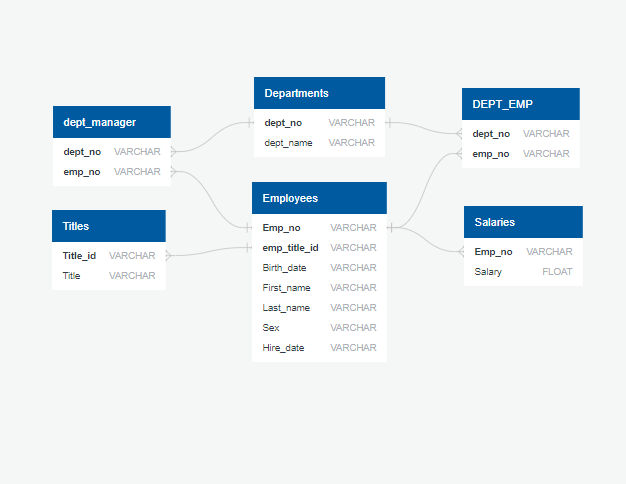 dept_manager
dept_no VARCHAR
emp_no VARCHAR
Departments
dept_no VARCHAR
dept_name VARCHAR
DEPT_EMP
dept_no VARCHAR
emp_no VARCHAR
Titles
Title_id VARCHAR
Title VARCHAR
Employees
Emp_no VARCHAR
emp_title_id VARCHAR
Birth_date VARCHAR
First_name VARCHAR
Last_name VARCHAR
Sex VARCHAR
Hire_date VARCHAR
Salaries
Emp_no VARCHAR
Salary FLOAT